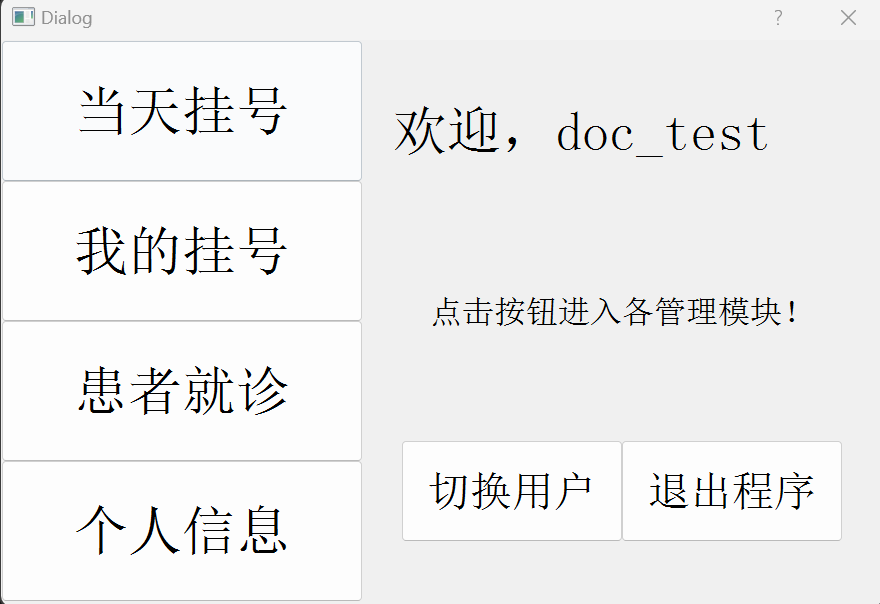 Dialog
当天挂号
我的挂号
患者就诊
个人信息
欢迎，doc_test
点击按钮进入各管理模块！
切换用户
退出程序